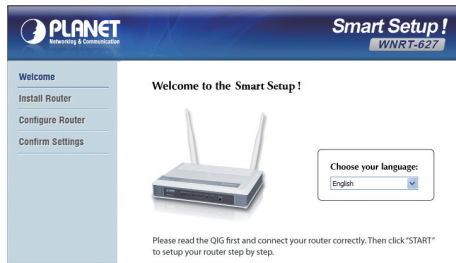 PLANET
Networking & Communication
Smart Setup !
WNRT-627
Welcome
Install Router
Configure Router
Confirm Settings
Welcome to the Smart Setup !
Choose your language:
English
Please read the QIG first and connect your router correctly. Then click “START”
to setup your router step by step.